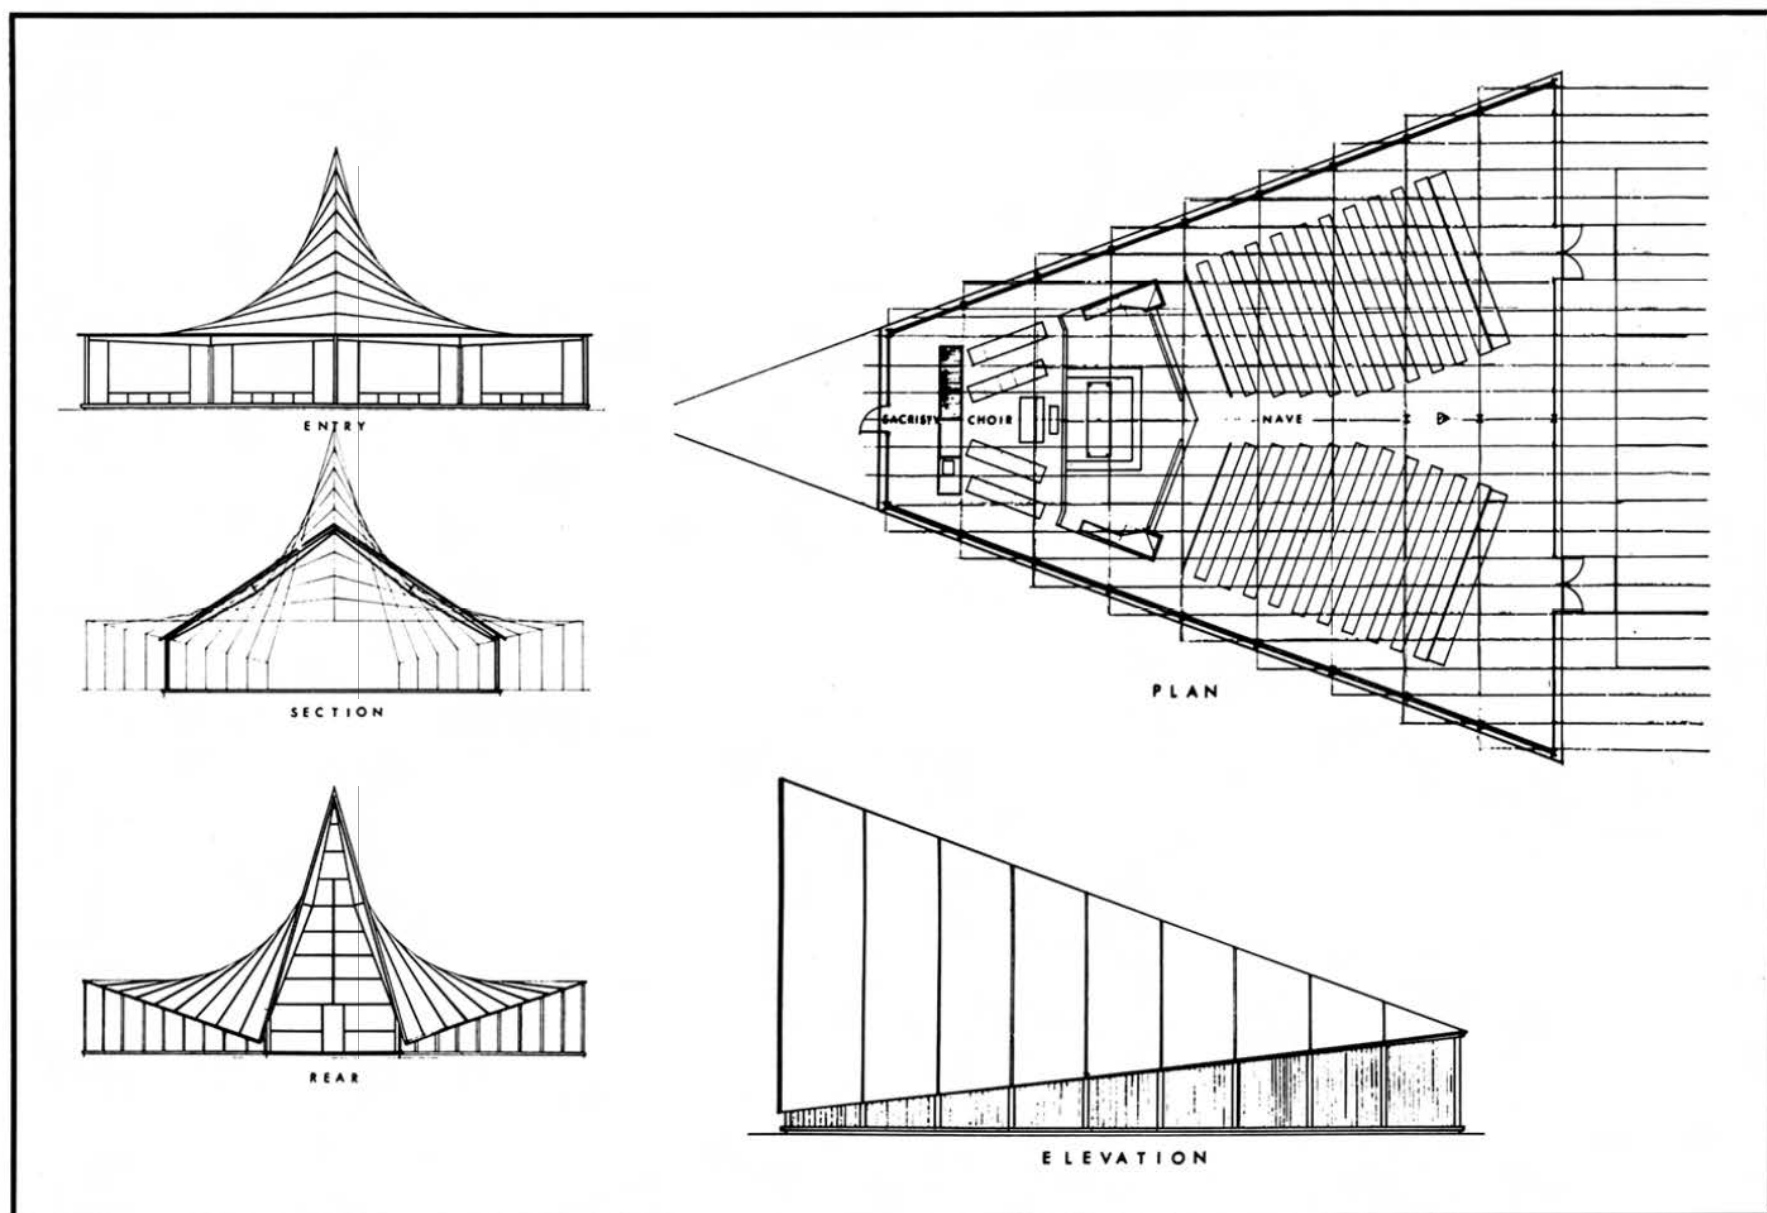 ENTRY
SECTION
REAR
SACRISTY CHOIR NAVE
PLAN
ELEVATION